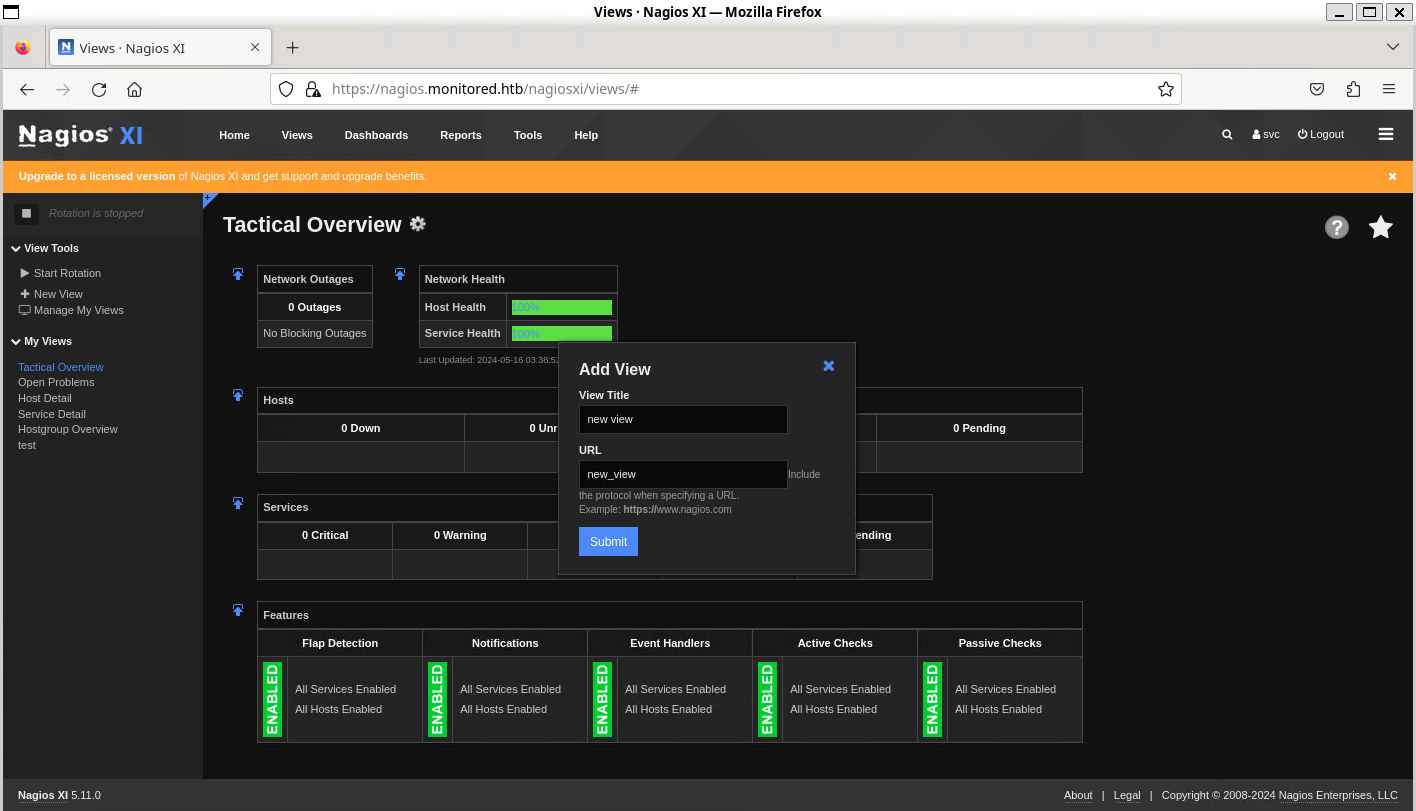 Views · Nagios XI — Mozilla Firefox
Views · Nagios XI
https://nagios.monitored.htb/nagiosxi/views/#
Nagios® XI Home Views Dashboards Reports Tools Help svc Logout
Upgrade to a licensed version of Nagios XI and get support and upgrade benefits.
Rotation is stopped
View Tools
Start Rotation
New View
Manage My Views
My Views
Tactical Overview
Open Problems
Host Detail
Service Detail
Hostgroup Overview
test
Tactical Overview
Network Outages
0 Outages
No Blocking Outages
Network Health
Host Health 100%
Service Health 100%
Last Updated: 2024-05-16 03:38:52
Add View
View Title
new view
URL
new_view Include
the protocol when specifying a URL.
Example: https://www.nagios.com
Submit
Hosts
0 Down 0 Unr 0 Pending
Services
0 Critical 0 Warning ending
Features
Flap Detection Notifications Event Handlers Active Checks Passive Checks
ENABLED ENABLED ENABLED ENABLED ENABLED
All Services Enabled All Services Enabled All Services Enabled All Services Enabled All Services Enabled
All Hosts Enabled All Hosts Enabled All Hosts Enabled All Hosts Enabled All Hosts Enabled
Nagios XI 5.11.0 About | Legal | Copyright © 2008-2024 Nagios Enterprises, LLC